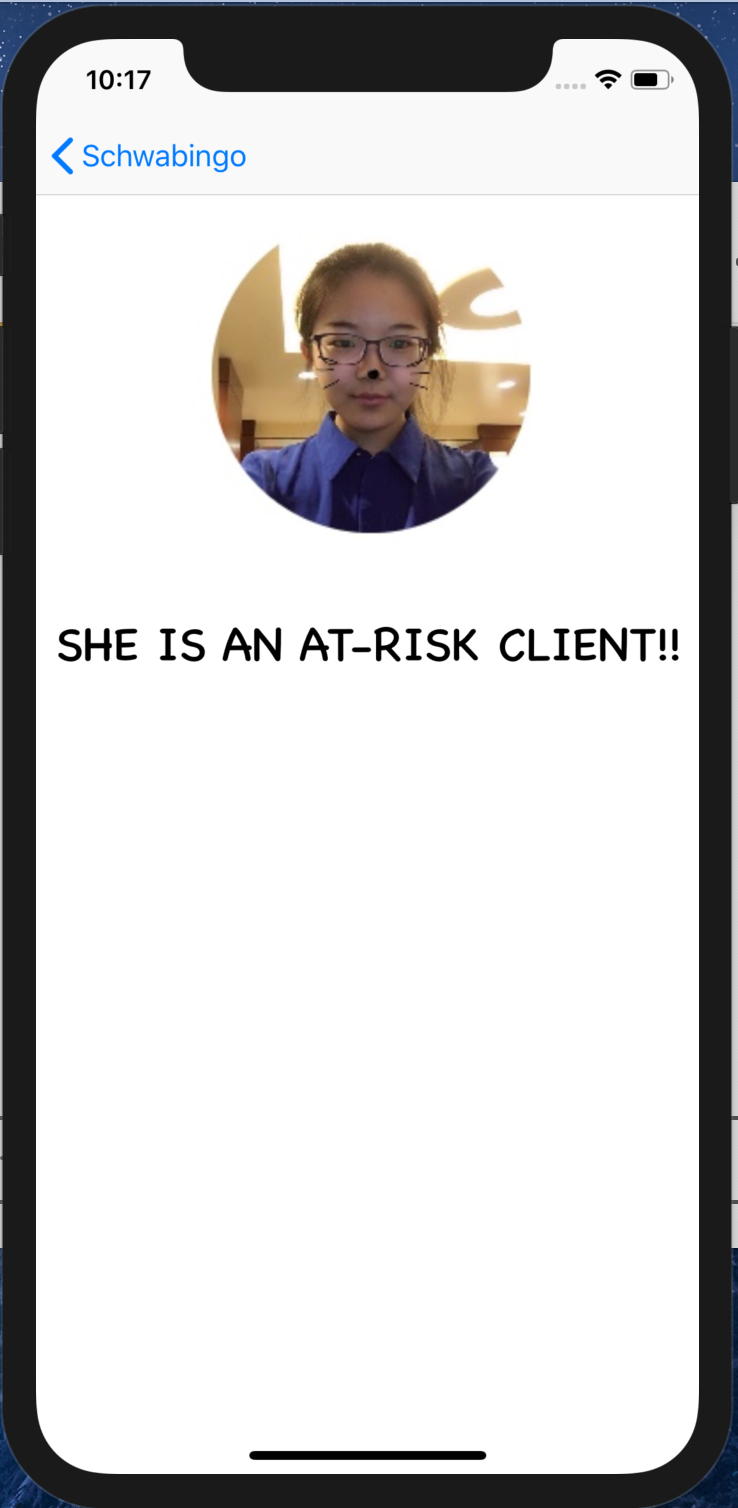 10:17
Schwabingo
SHE IS AN AT-RISK CLIENT!!